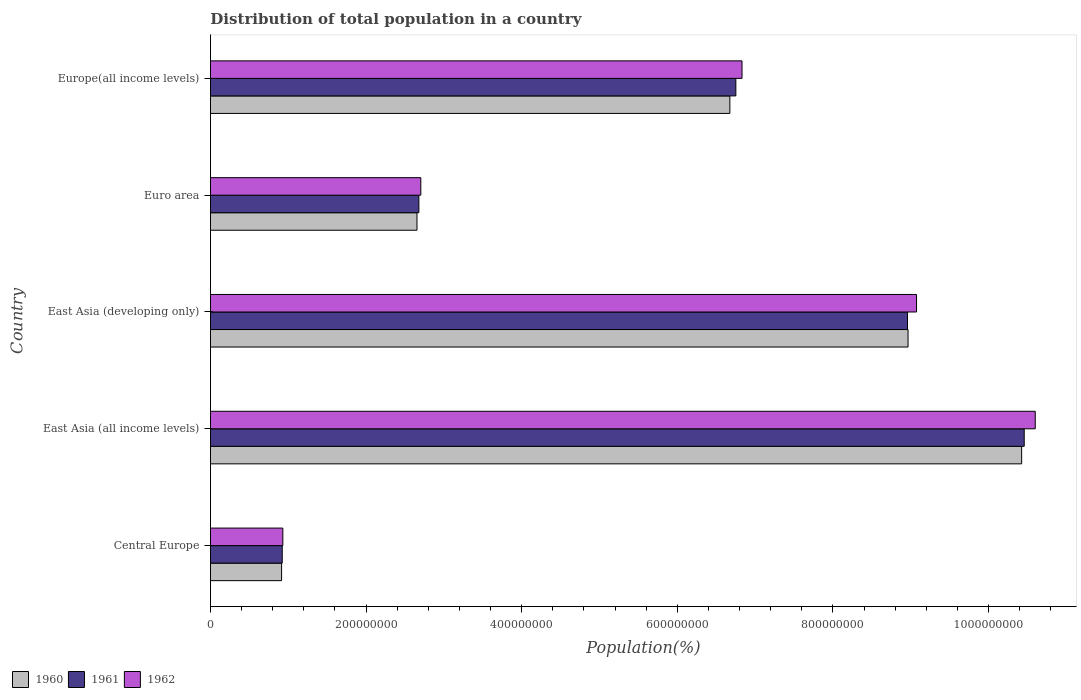 Distribution of total population in a country
Europe(all income levels)
Euro area
East Asia (developing only)
East Asia (all income levels)
Central Europe
Country
0
200000000
400000000
600000000
800000000
1000000000
Population(%)
1960
1961
1962